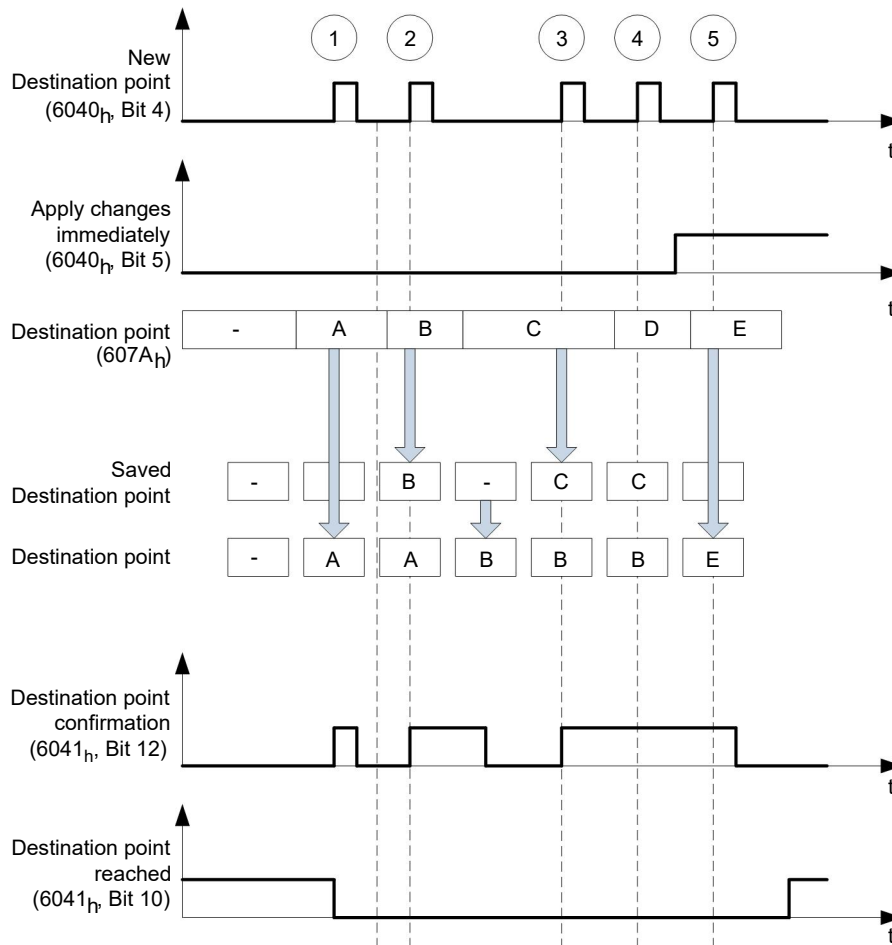 1 2 3 4 5
New
Destination point
(6040h, Bit 4)
t
Apply changes
immediately
(6040h, Bit 5)
t
Destination point
(607Ah)
- A B C D E
Saved
Destination point
- B - C C
Destination point
- A A B B B E
Destination point
confirmation
(6041h, Bit 12)
t
Destination point
reached
(6041h, Bit 10)
t